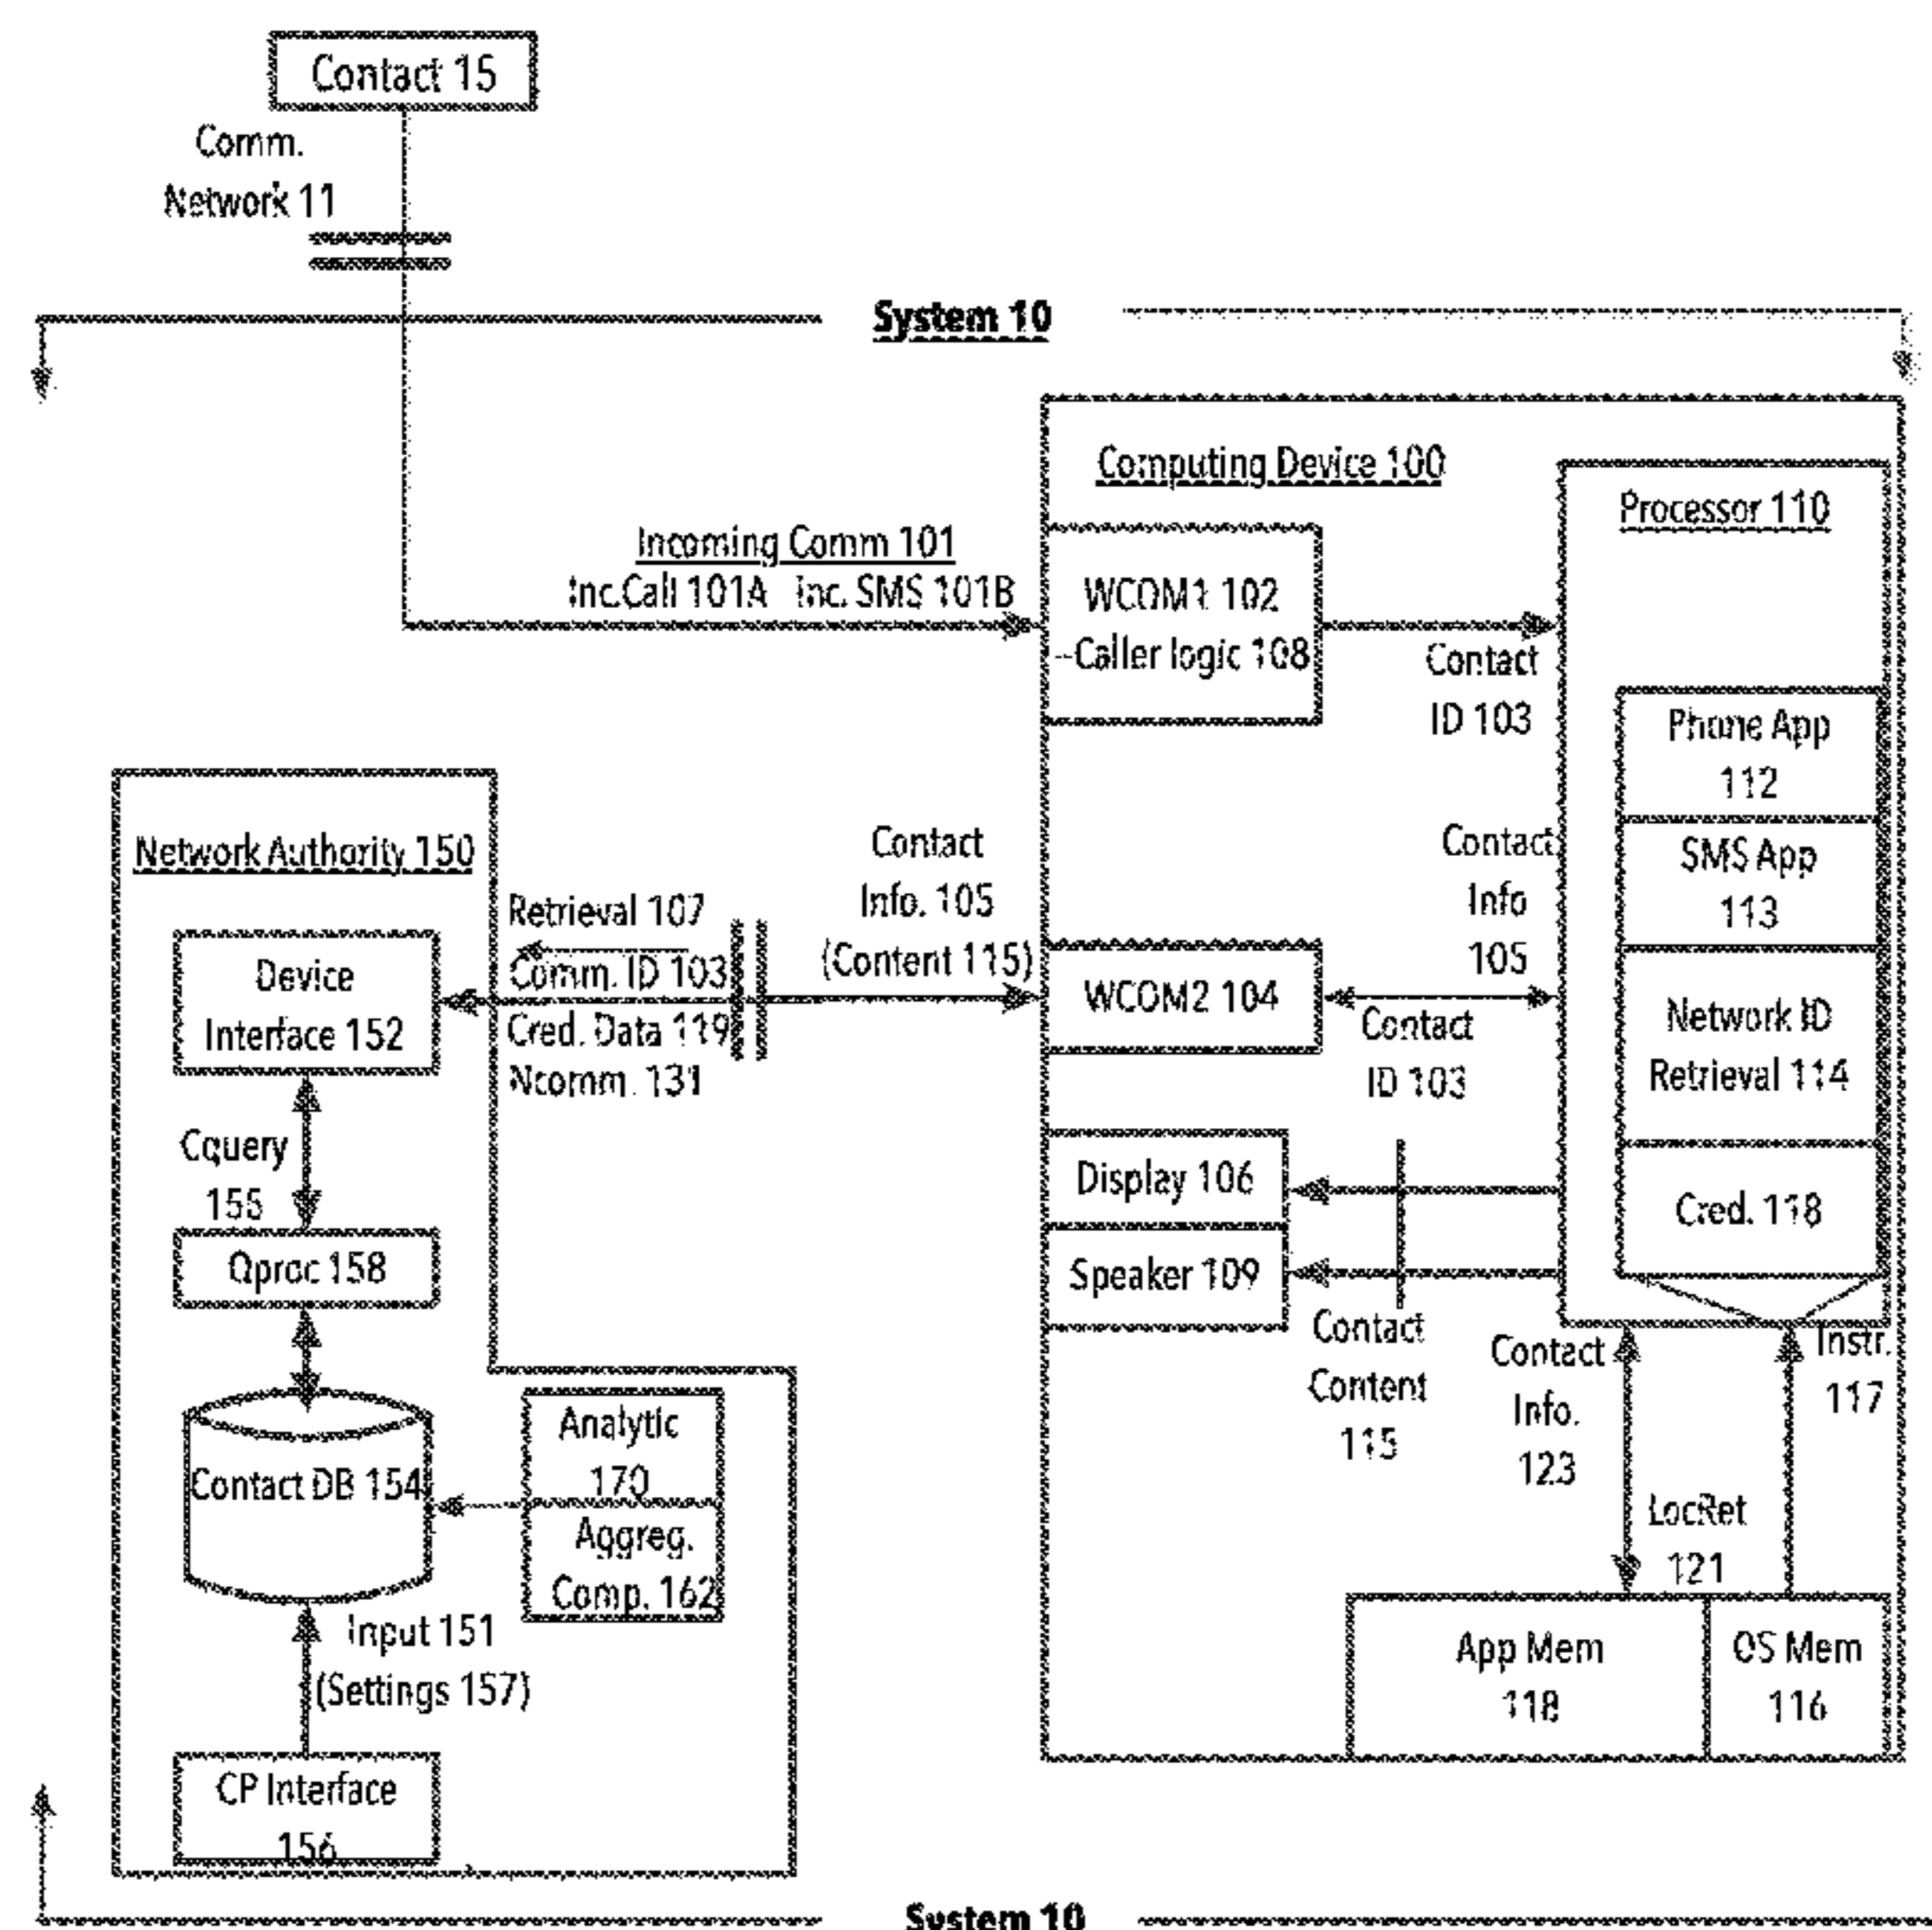 Contact 15
Comm.
Network 11
System 10
Computing Device 100
Processor 110
Incoming Comm 101
Inc.Call 101A Inc. SMS 101B
WCOM1 102
--Caller logic 108
Contact
ID 103
Phone App
112
SMS App
113
Network ID
Retrieval 114
Cred. 118
Network Authority 150
Retrieval 107
Comm. ID 103
Cred. Data 119
Ncomm. 131
Contact
Info. 105
(Content 115)
Contact
Info
105
WCOM2 104
Contact
ID 103
Device
Interface 152
Cquery
155
Qproc 158
Display 106
Speaker 109
Contact
Content
115
Contact
Info.
123
Instr.
117
LocRet
121
Analytic
170
Aggreg.
Comp. 162
Contact DB 154
Input 151
(Settings 157)
CP Interface
156
App Mem
118
OS Mem
116
System 10